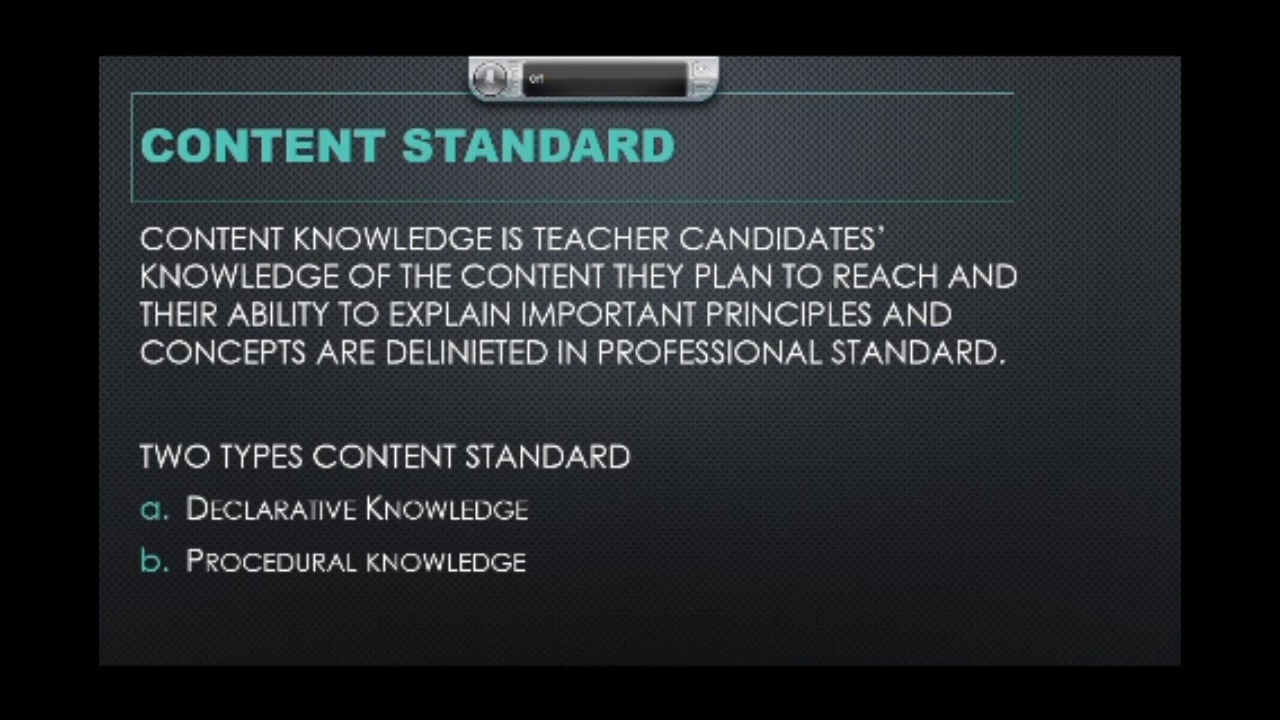 Off
CONTENT STANDARD
CONTENT KNOWLEDGE IS TEACHER CANDIDATES’
KNOWLEDGE OF THE CONTENT THEY PLAN TO REACH AND
THEIR ABILITY TO EXPLAIN IMPORTANT PRINCIPLES AND
CONCEPTS ARE DELINIETED IN PROFESSIONAL STANDARD.
TWO TYPES CONTENT STANDARD
a. DECLARATIVE KNOWLEDGE
b. PROCEDURAL KNOWLEDGE